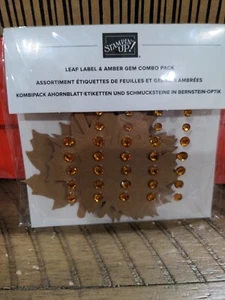 STAMPIN' UP!
LEAF LABEL & AMBER GEM COMBO PACK
ASSORTIMENT ÉTIQUETTES DE FEUILLES ET GEMMES AMBRÉES
KOMBIPACK AHORNBLATT-ETIKETTEN UND SCHMUCKSTEINE IN BERNSTEIN-OPTIK